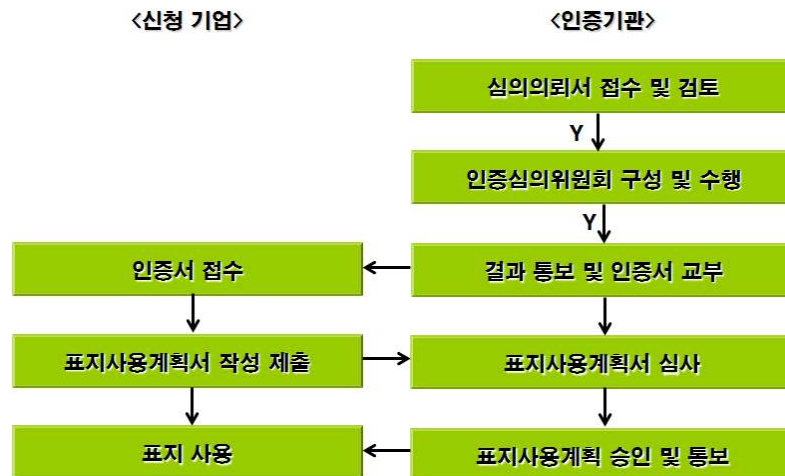 <신청 기업>
<인증기관>
심의의뢰서 접수 및 검토
Y
인증심의위원회 구성 및 수행
Y
인증서 접수
결과 통보 및 인증서 교부
표지사용계획서 작성 제출
표지사용계획서 심사
표지 사용
표지사용계획 승인 및 통보